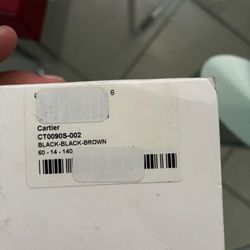 8
Cartier
CT0090S-002
BLACK-BLACK-BROWN
60 - 14 - 140